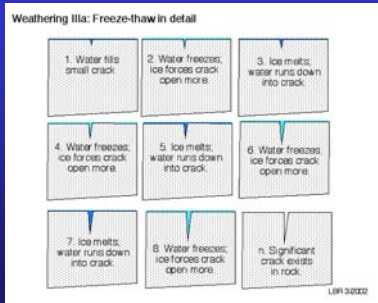 Weathering IIIa: Freeze-thaw in detail
1. Water fills
small crack
2. Water freezes;
ice forces crack
open more.
3. Ice melts;
water runs down
into crack.
4. Water freezes;
ice forces crack
open more.
5. Ice melts;
water runs down
into crack.
6. Water freezes;
ice forces crack
open more.
7. Ice melts;
water runs down
into crack.
8. Water freezes;
ice forces crack
open more.
n. Significant
crack exists
in rock.
LBR 3/2002